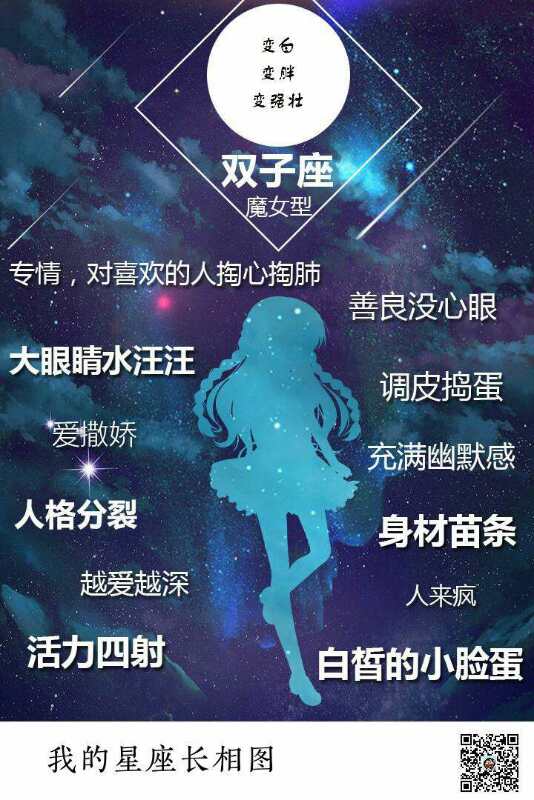 变白
变胖
变强壮
双子座
魔女型
专情，对喜欢的人掏心掏肺
善良没心眼
大眼睛水汪汪
调皮捣蛋
爱撒娇
充满幽默感
人格分裂
身材苗条
越爱越深
人来疯
活力四射
白皙的小脸蛋
我的星座长相图